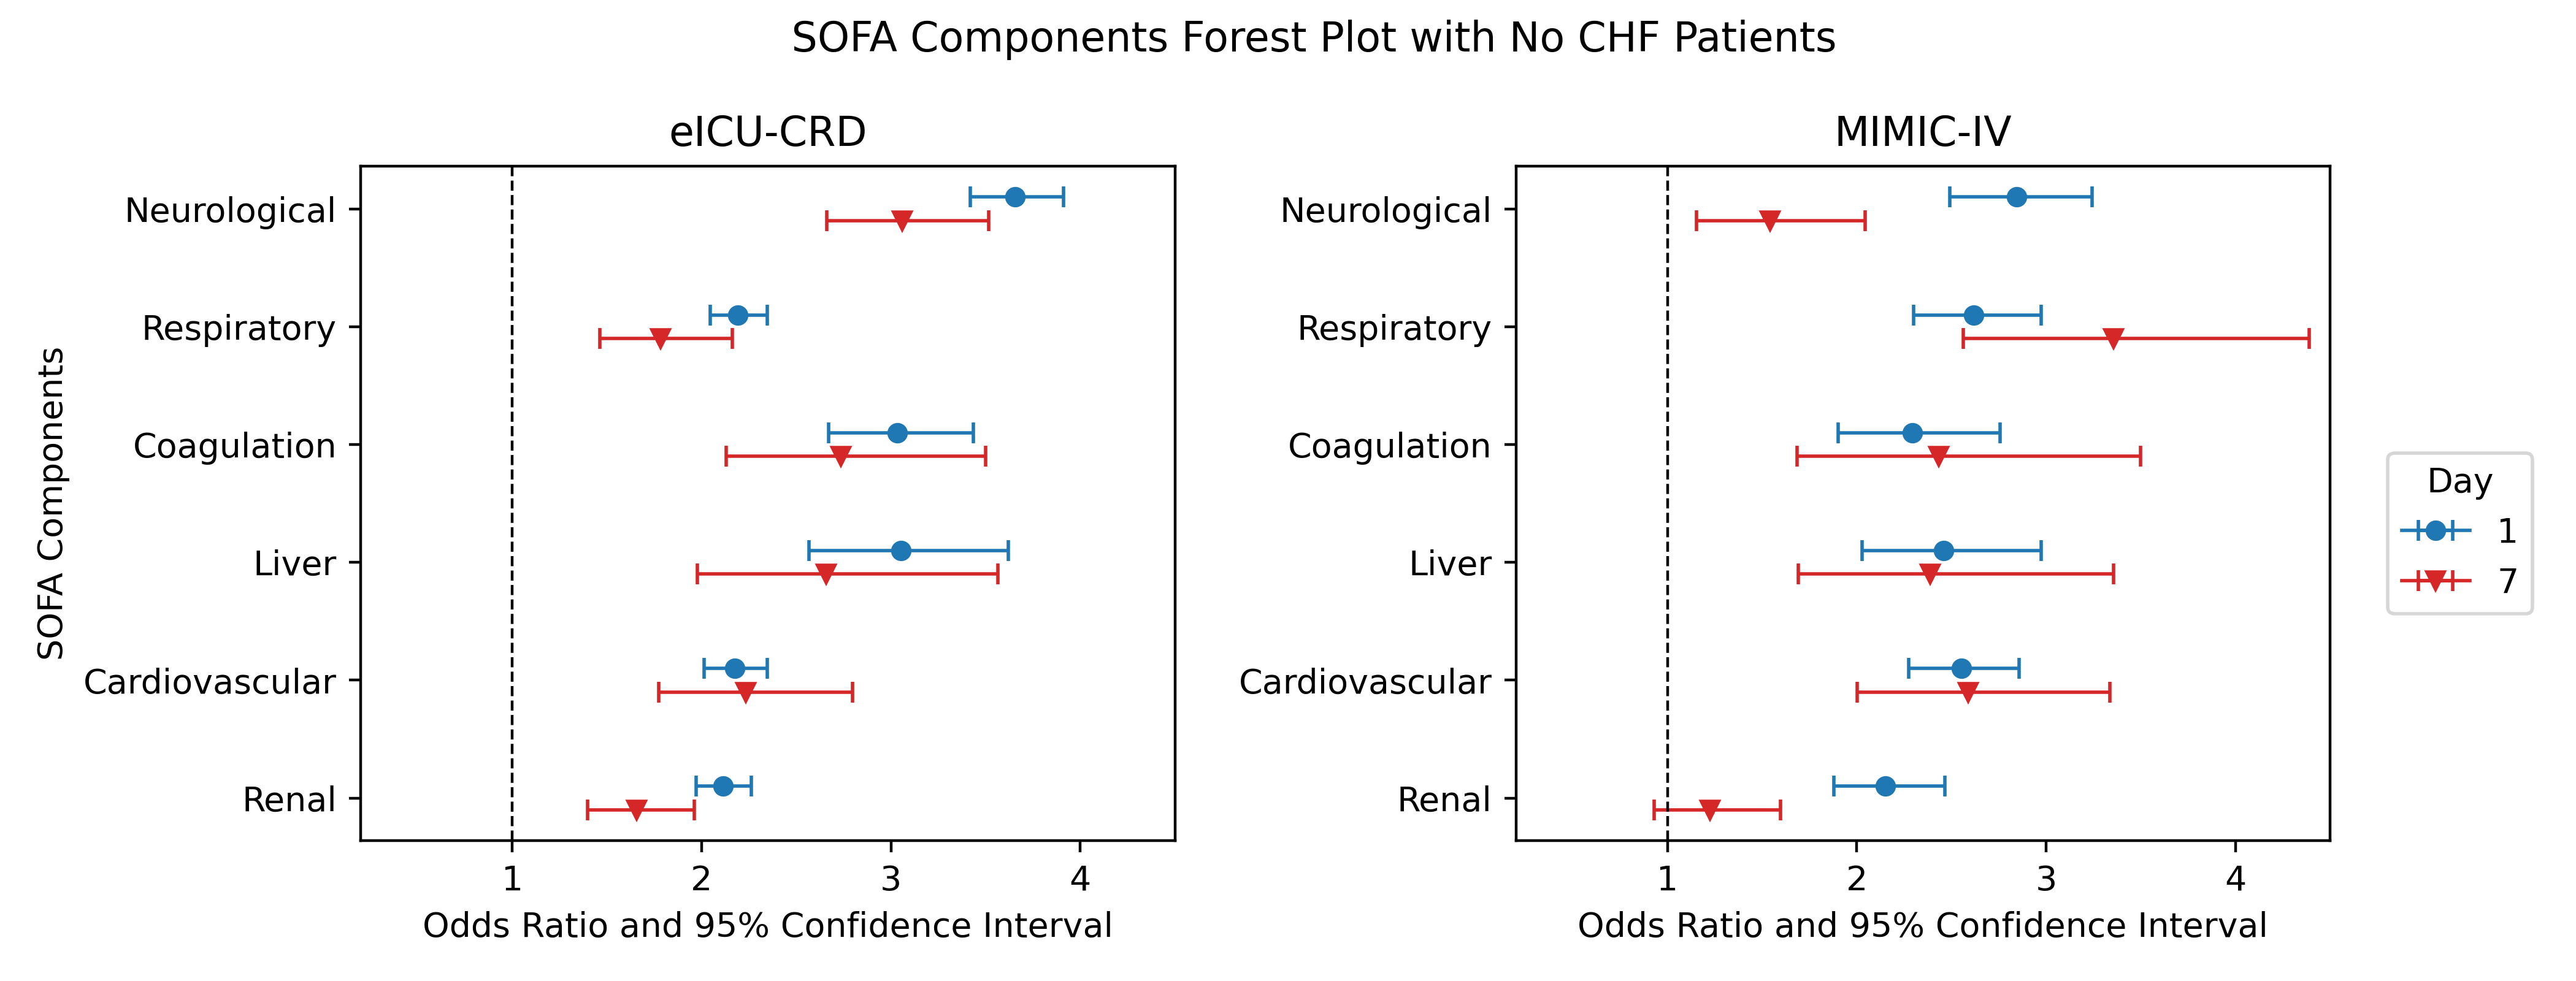 SOFA Components Forest Plot with No CHF Patients
eICU-CRD
SOFA Components
Neurological
Respiratory
Coagulation
Liver
Cardiovascular
Renal
1 2 3 4
Odds Ratio and 95% Confidence Interval
MIMIC-IV
Neurological
Respiratory
Coagulation
Liver
Cardiovascular
Renal
1 2 3 4
Odds Ratio and 95% Confidence Interval
Day
1
7